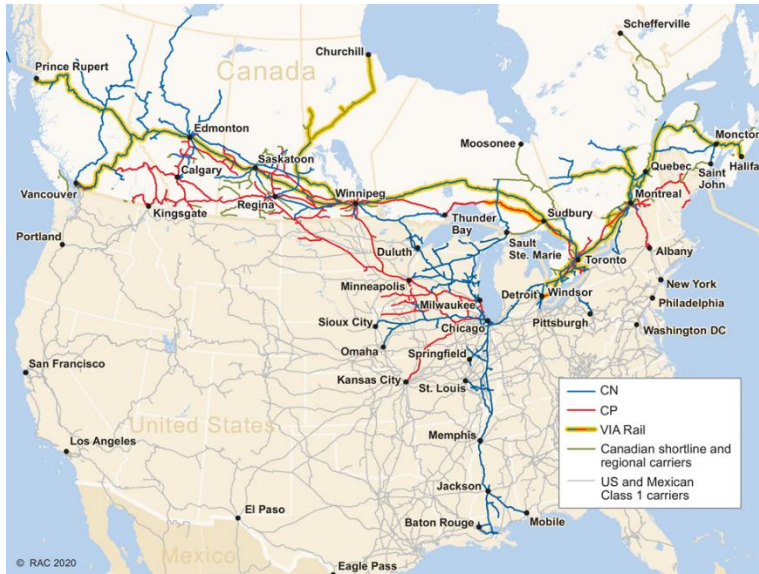 Schefferville
Churchill
Prince Rupert
Canada
Moosonee
Moncton
Edmonton
Quebec
Saskatoon
Halifa
Saint
John
Calgary
Vancouver
Winnipeg
Sudbury
Montreal
Regina
Kingsgate
Thunder
Bay
Sault
Ste. Marie
Portland
Duluth
Toronto
Albany
Minneapolis
New York
Milwaukee
Detroit
Windsor
Philadelphia
Sioux City
Chicago
Pittsburgh
Washington DC
Omaha
Springfield
San Francisco
Kansas City
St. Louis
CN
CP
VIA Rail
Canadian shortline and
regional carriers
US and Mexican
Class 1 carriers
United States
Los Angeles
Memphis
Jackson
El Paso
Baton Rouge
Mobile
Mexico
© RAC 2020
Eagle Pass